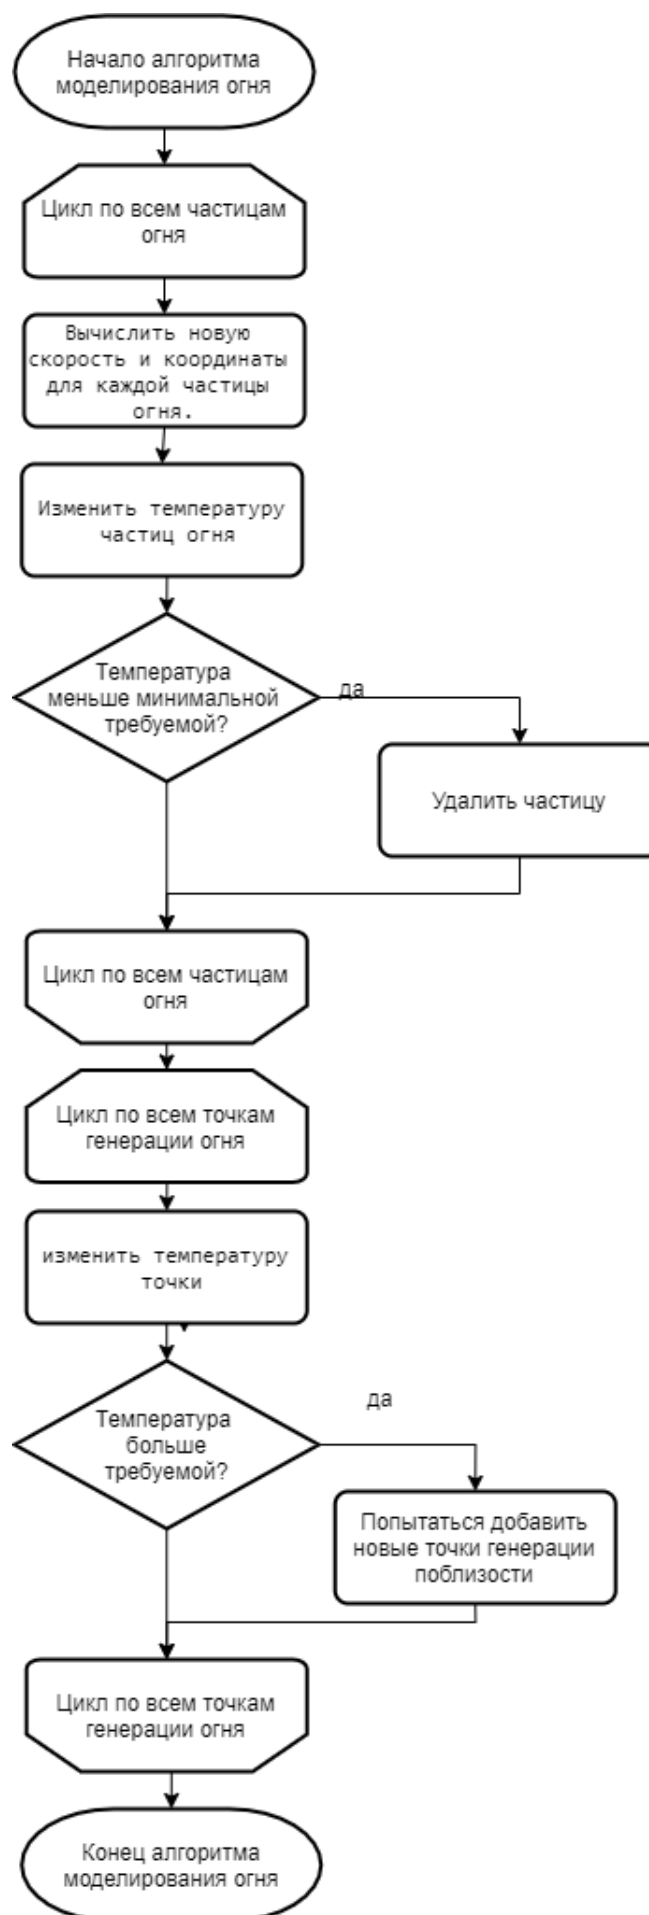 Начало алгоритма
моделирования огня
Цикл по всем частицам
огня
Вычислить новую
скорость и координаты
для каждой частицы
огня.
Изменить температуру
частиц огня
Температура
меньше минимальной
требуемой?
да
Удалить частицу
Цикл по всем частицам
огня
Цикл по всем точкам
генерации огня
изменить температуру
точки
Температура
больше
требуемой?
да
Попытаться добавить
новые точки генерации
поблизости
Цикл по всем точкам
генерации огня
Конец алгоритма
моделирования огня